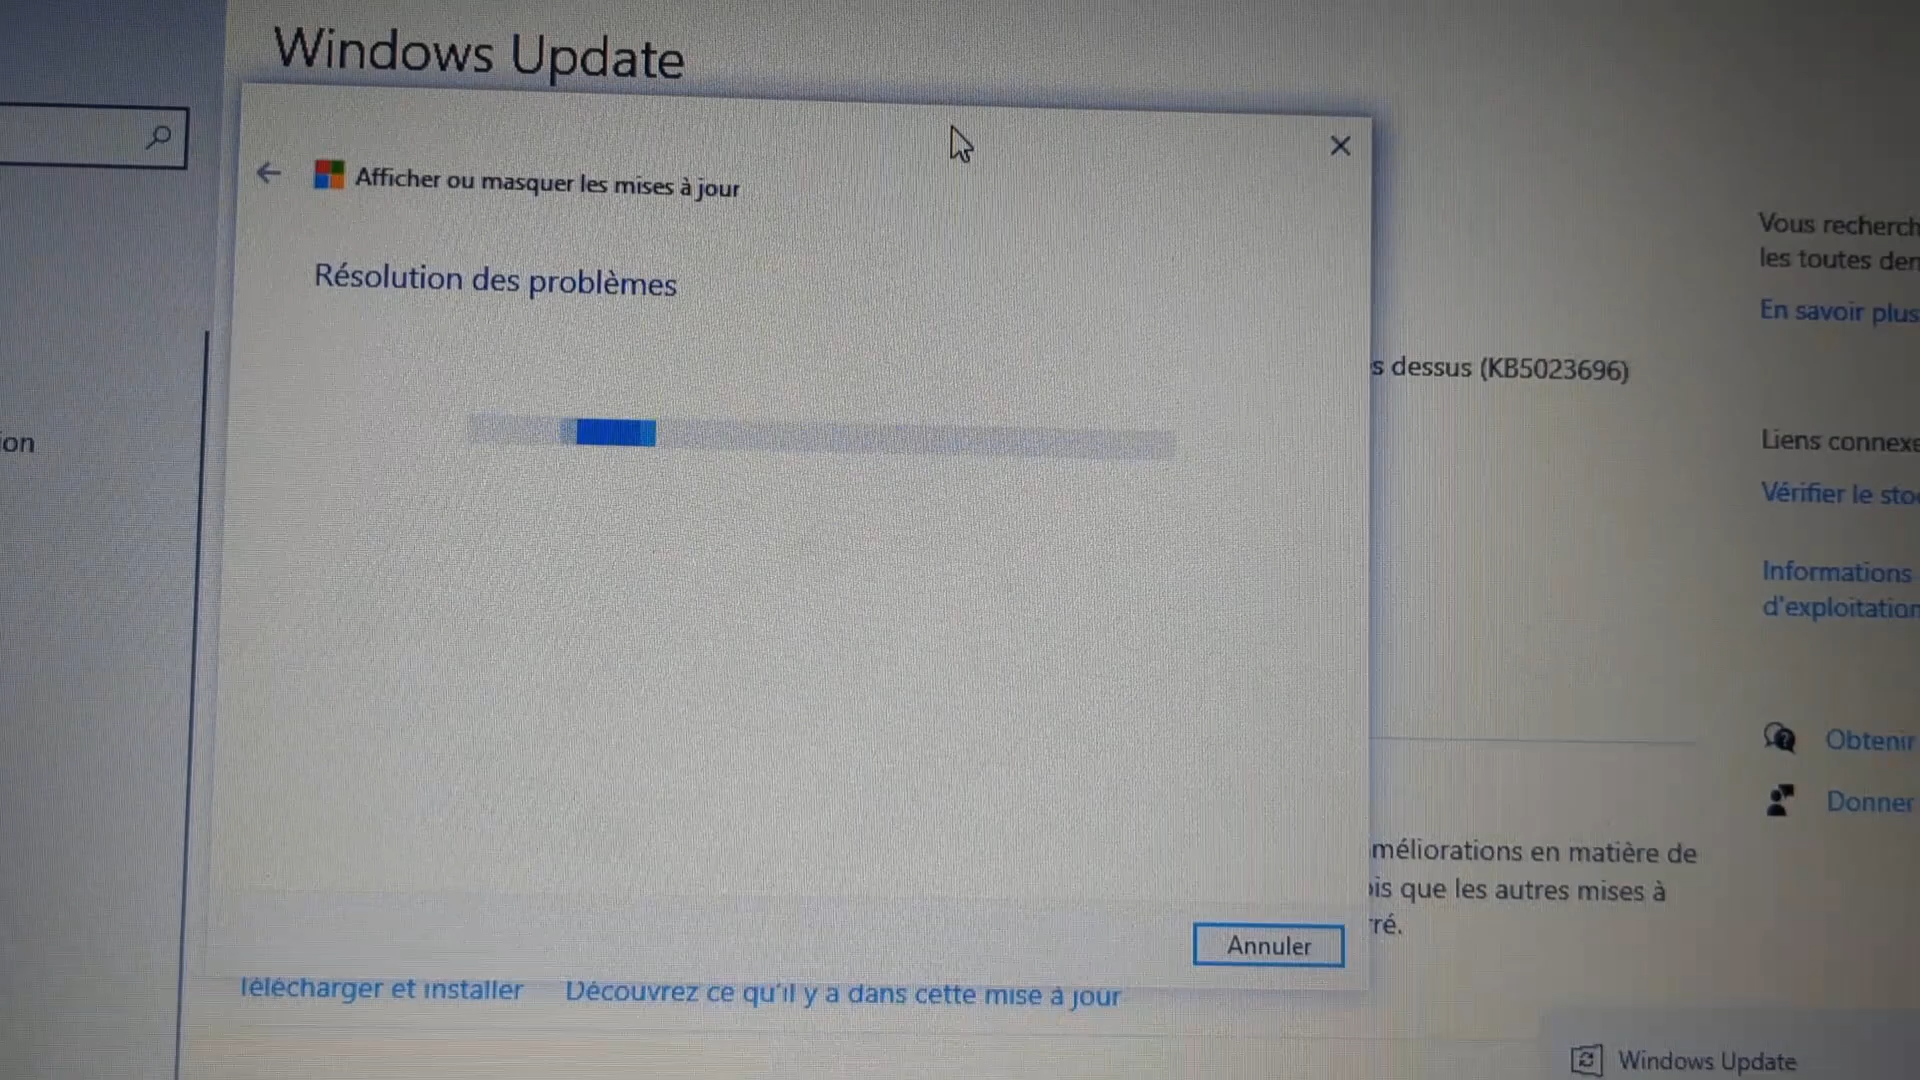 Windows Update
Afficher ou masquer les mises à jour
Résolution des problèmes
Annuler
ion
s dessus (KB5023696)
méliorations en matière de
is que les autres mises à
ré.
Télécharger et installer
Découvrez ce qu'il y a dans cette mise à jour
Vous recherch
les toutes der
En savoir plus
Liens connexe
Vérifier le sto
Informations
d'exploitation
Obtenir
Donner
Windows Update